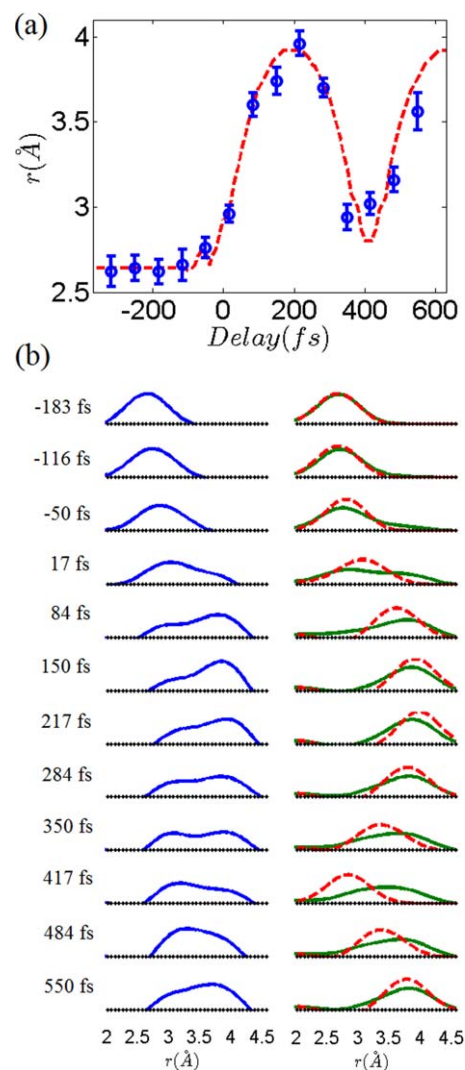 (a)
4
3.5
3
2.5
r(Å)
-200 0 200 400 600
Delay(fs)
(b)
-183 fs
-116 fs
-50 fs
17 fs
84 fs
150 fs
217 fs
284 fs
350 fs
417 fs
484 fs
550 fs
2 2.5 3 3.5 4 4.5 2 2.5 3 3.5 4 4.5
r(Å) r(Å)